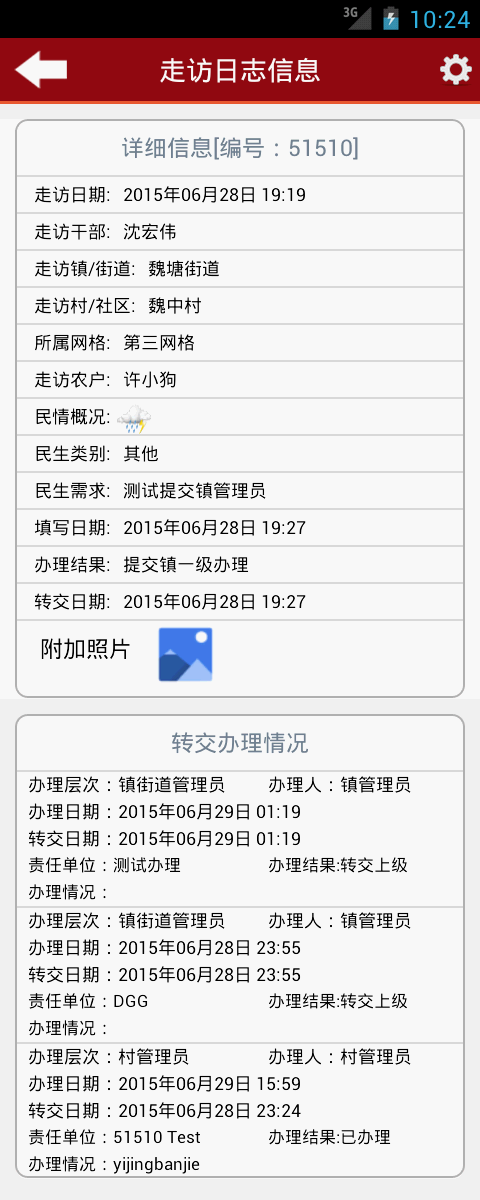 3G 10:24
走访日志信息
详细信息[编号：51510]
走访日期: 2015年06月28日 19:19
走访干部: 沈宏伟
走访镇/街道: 魏塘街道
走访村/社区: 魏中村
所属网格: 第三网格
走访农户: 许小狗
民情概况:
民生类别: 其他
民生需求: 测试提交镇管理员
填写日期: 2015年06月28日 19:27
办理结果: 提交镇一级办理
转交日期: 2015年06月28日 19:27
附加照片
转交办理情况
办理层次：镇街道管理员 办理人：镇管理员
办理日期：2015年06月29日 01:19
转交日期：2015年06月29日 01:19
责任单位：测试办理 办理结果:转交上级
办理情况：
办理层次：镇街道管理员 办理人：镇管理员
办理日期：2015年06月28日 23:55
转交日期：2015年06月28日 23:55
责任单位：DGG 办理结果:转交上级
办理情况：
办理层次：村管理员 办理人：村管理员
办理日期：2015年06月29日 15:59
转交日期：2015年06月28日 23:24
责任单位：51510 Test 办理结果:已办理
办理情况：yijingbanjie